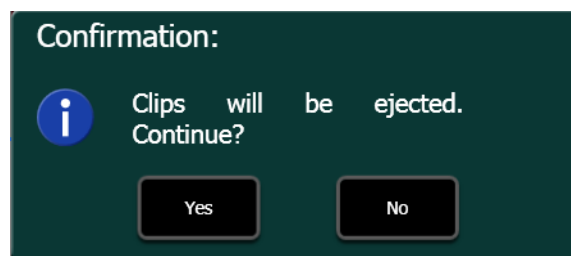 Confirmation:
Clips will be ejected.
Continue?
Yes
No